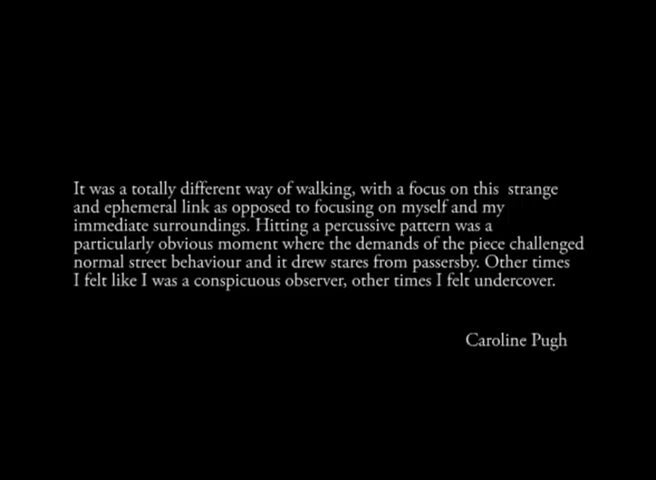 It was a totally different way of walking, with a focus on this strange
and ephemeral link as opposed to focusing on myself and my
immediate surroundings. Hitting a percussive pattern was a
particularly obvious moment where the demands of the piece challenged
normal street behaviour and it drew stares from passersby. Other times
I felt like I was a conspicuous observer, other times I felt undercover.
Caroline Pugh